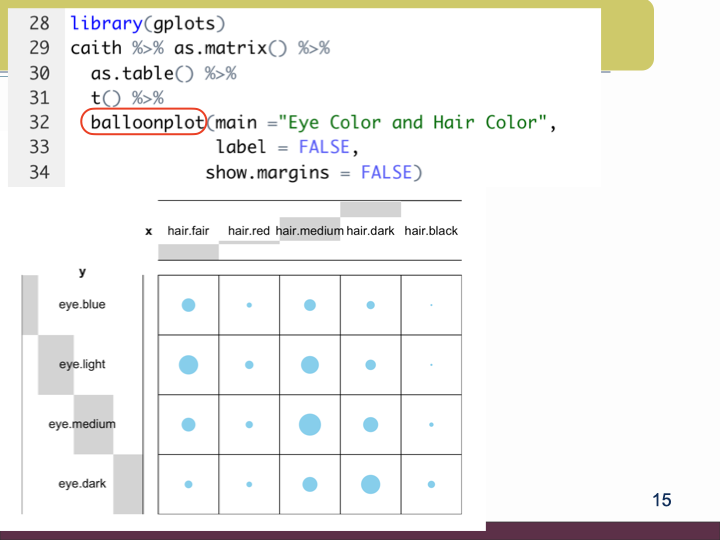 28 library(gplots)
29 caith %>% as.matrix() %>%
30 as.table() %>%
31 t() %>%
32 balloonplot(main ="Eye Color and Hair Color",
33 label = FALSE,
34 show.margins = FALSE)
x hair.fair hair.red hair.medium hair.dark hair.black
y
eye.blue
eye.light
eye.medium
eye.dark
15